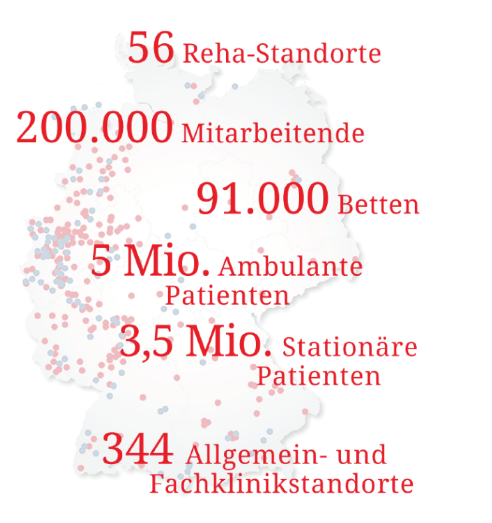 56 Reha-Standorte
200.000 Mitarbeitende
91.000 Betten
5 Mio. Ambulante
Patienten
3,5 Mio. Stationäre
Patienten
344 Allgemein- und
Fachklinikstandorte